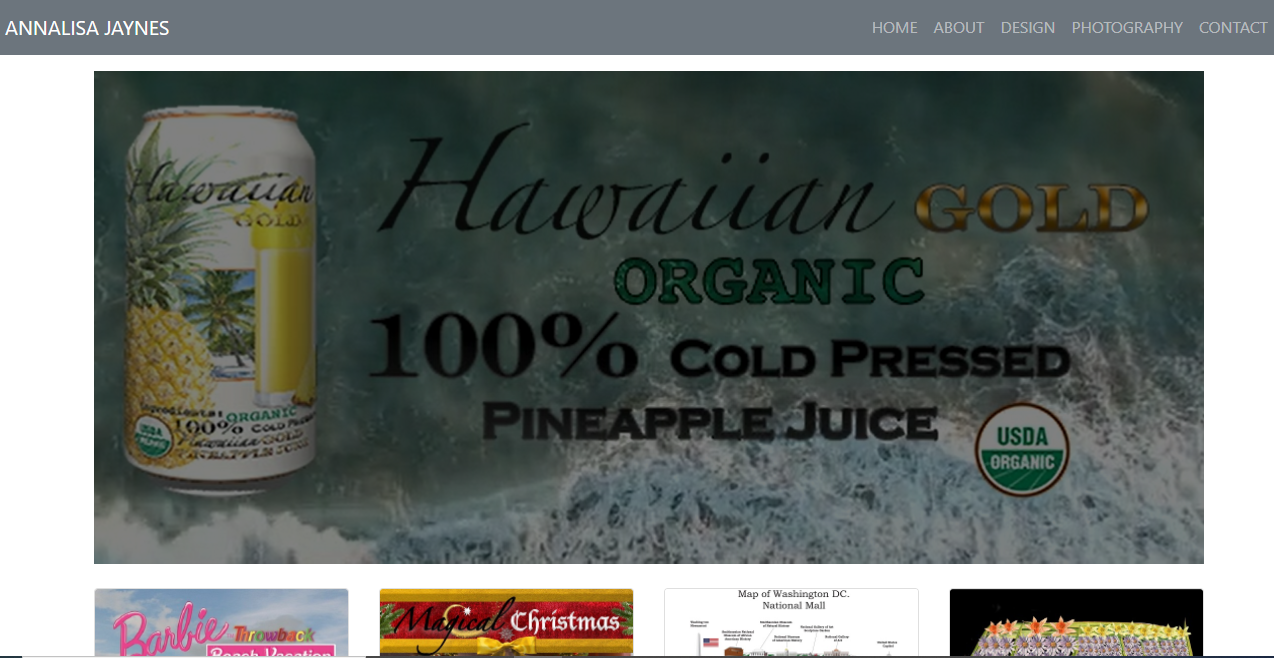 ANNALISA JAYNES
HOME ABOUT DESIGN PHOTOGRAPHY CONTACT
Hawaiian
GOLD
Ingredients:
ORGANIC
100% COLD PRESSED
Hawaiian GOLD
PINEAPPLE JUICE
USDA
ORGANIC
Hawaiian GOLD
ORGANIC
100% COLD PRESSED
PINEAPPLE JUICE
USDA
ORGANIC
Barbie Throwback
Beach Vacation
Magical Christmas
Map of Washington DC.
National Mall